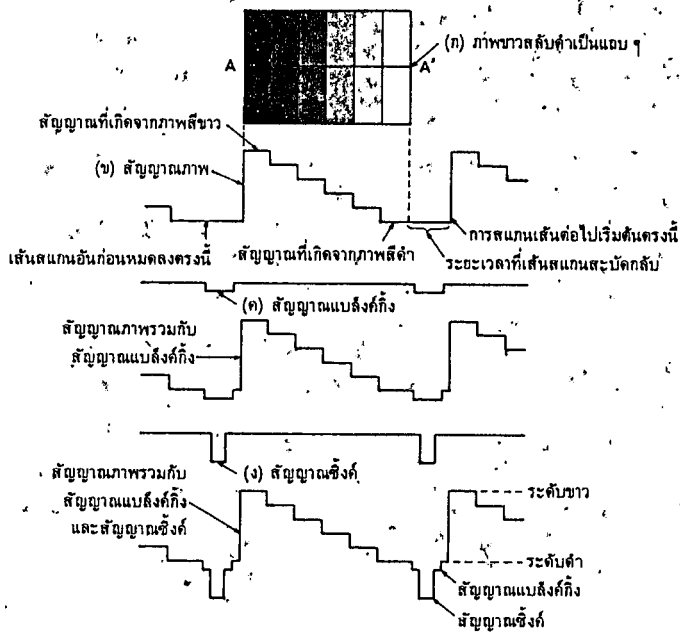 A
A'
(ก) ภาพขาวสลับดำเป็นแถบ ๆ
สัญญาณที่เกิดจากภาพสีขาว
(ข) สัญญาณภาพ
เส้นสแกนอันก่อนหมดลงตรงนี้
สัญญาณที่เกิดจากภาพสีดำ
การสแกนเส้นต่อไปเริ่มต้นตรงนี้
ระยะเวลาที่เส้นสแกนสะบัดกลับ
(ค) สัญญาณแบล็งค์กิ้ง
สัญญาณภาพรวมกับ
สัญญาณแบล็งค์กิ้ง
(ง) สัญญาณซิ้งค์
สัญญาณภาพรวมกับ
สัญญาณแบล็งค์กิ้ง
และสัญญาณซิ้งค์
ระดับขาว
ระดับดำ
สัญญาณแบล็งค์กิ้ง
สัญญาณซิ้งค์